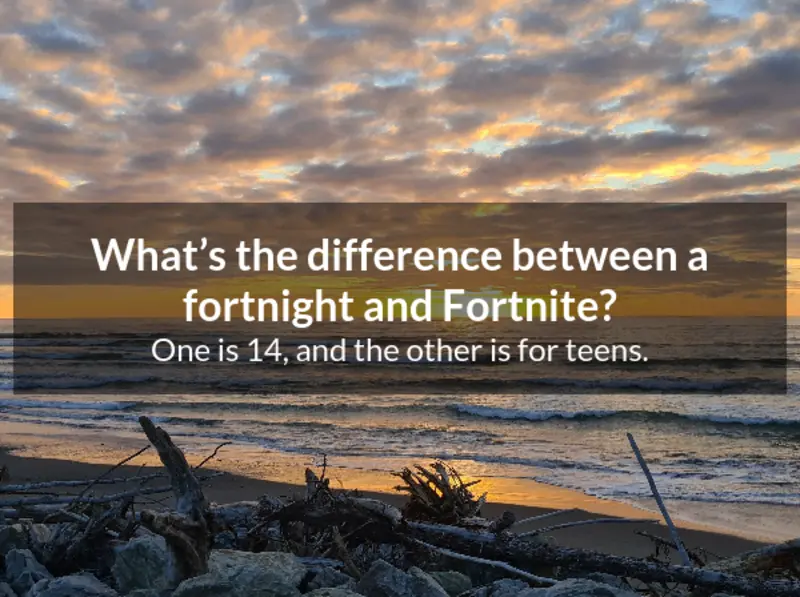 What’s the difference between a
fortnight and Fortnite?
One is 14, and the other is for teens.